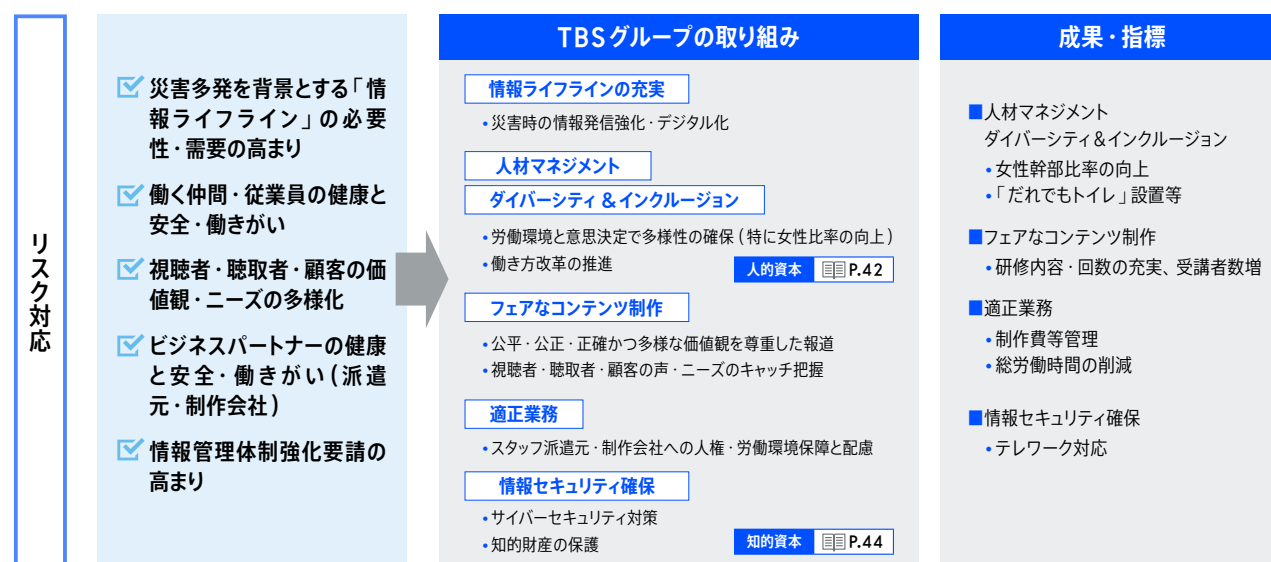 リスク対応
災害多発を背景とする「情
報ライフライン」の必要
性・需要の高まり
働く仲間・従業員の健康と
安全・働きがい
視聴者・聴取者・顧客の価
値観・ニーズの多様化
ビジネスパートナーの健康
と安全・働きがい(派遣
元・制作会社)
情報管理体制強化要請の
高まり
TBSグループの取り組み
情報ライフラインの充実
•災害時の情報発信強化・デジタル化
人材マネジメント
ダイバーシティ&インクルージョン
•労働環境と意思決定で多様性の確保(特に女性比率の向上)
•働き方改革の推進
人的資本 P.42
フェアなコンテンツ制作
•公平・公正・正確かつ多様な価値観を尊重した報道
•視聴者・聴取者・顧客の声・ニーズのキャッチ把握
適正業務
•スタッフ派遣元・制作会社への人権・労働環境保障と配慮
情報セキュリティ確保
•サイバーセキュリティ対策
•知的財産の保護
知的資本 P.44
成果・指標
■人材マネジメント
ダイバーシティ&インクルージョン
•女性幹部比率の向上
•「だれでもトイレ」設置等
■フェアなコンテンツ制作
•研修内容・回数の充実、受講者数増
■適正業務
•制作費等管理
•総労働時間の削減
■情報セキュリティ確保
•テレワーク対応